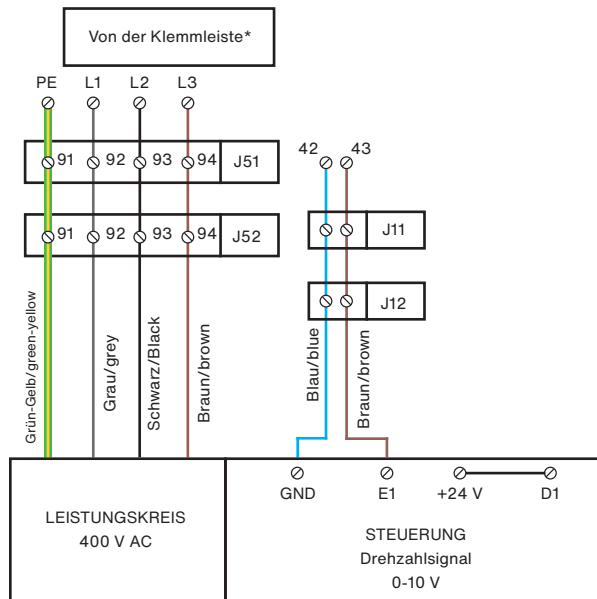 Von der Klemmleiste*
PE L1 L2 L3
91 92 93 94 J51
42 43
91 92 93 94 J52
J11
J12
Grün-Gelb/green-yellow
Grau/grey
Schwarz/Black
Braun/brown
Blau/blue
Braun/brown
GND E1 +24 V D1
LEISTUNGSKREIS
400 V AC
STEUERUNG
Drehzahlsignal
0-10 V